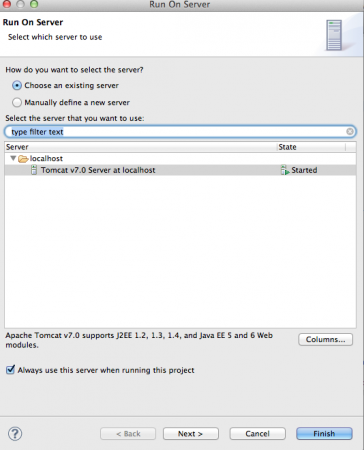 Run On Server
Run On Server
Select which server to use
How do you want to select the server?
Choose an existing server
Manually define a new server
Select the server that you want to use:
type filter text
Server State
localhost
Tomcat v7.0 Server at localhost Started
Apache Tomcat v7.0 supports J2EE 1.2, 1.3, 1.4, and Java EE 5 and 6 Web
modules.
Columns...
Always use this server when running this project
? < Back Next > Cancel Finish